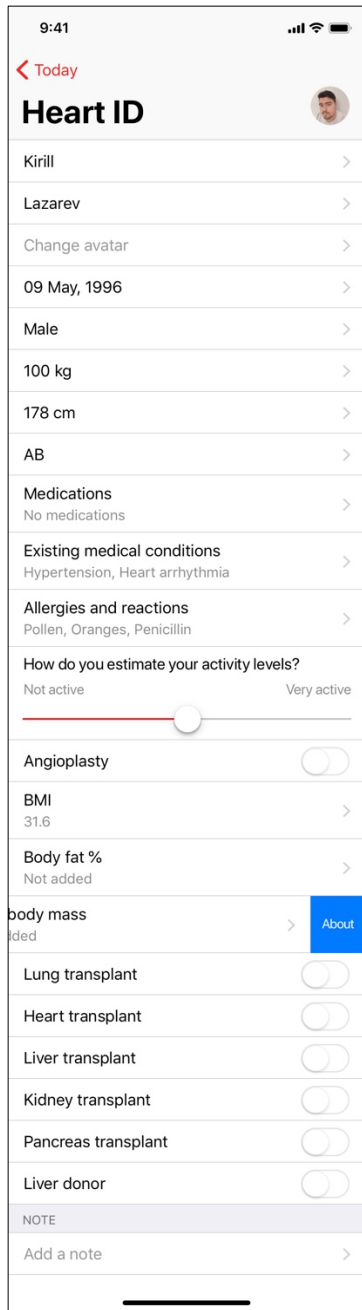 9:41
Today
Heart ID
Kirill
Lazarev
Change avatar
09 May, 1996
Male
100 kg
178 cm
AB
Medications
No medications
Existing medical conditions
Hypertension, Heart arrhythmia
Allergies and reactions
Pollen, Oranges, Penicillin
How do you estimate your activity levels?
Not active Very active
Angioplasty
BMI
31.6
Body fat %
Not added
body mass
About
Lung transplant
Heart transplant
Liver transplant
Kidney transplant
Pancreas transplant
Liver donor
NOTE
Add a note